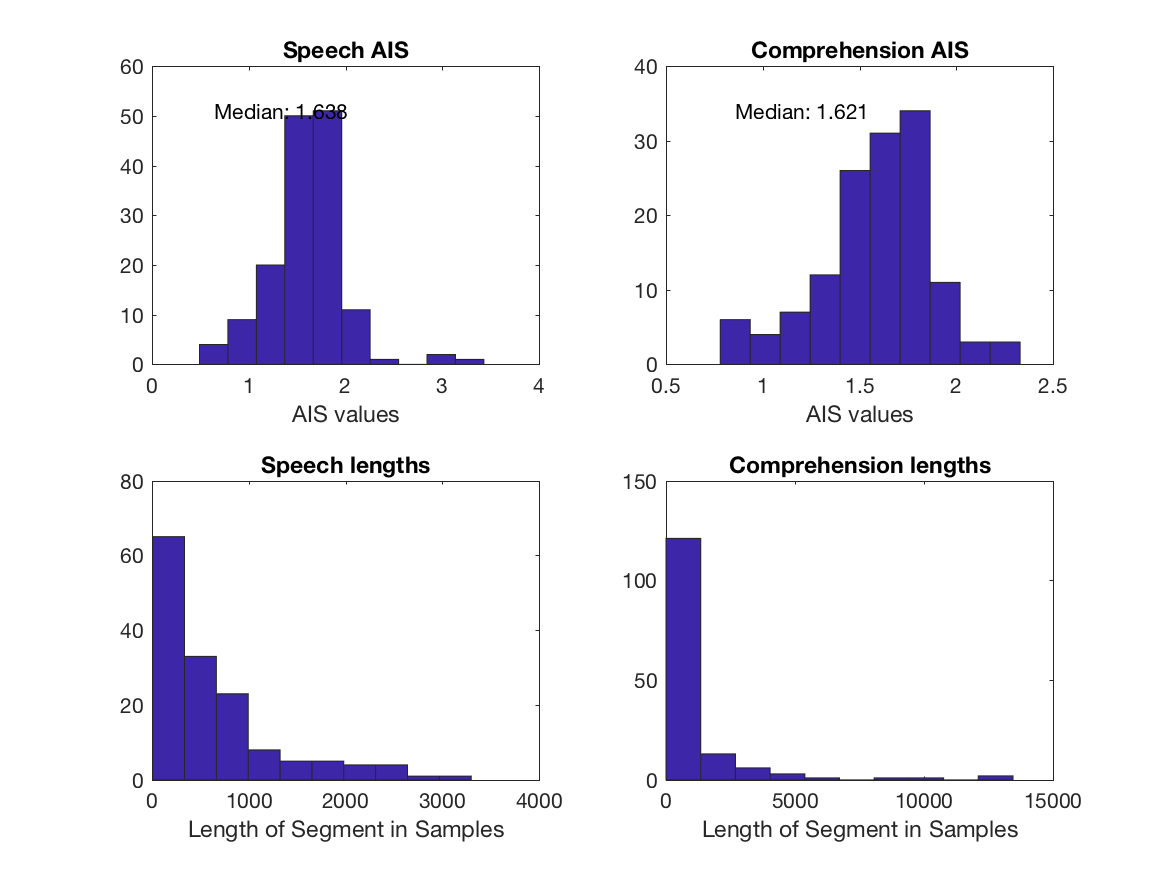 Speech AIS
60
50
40
30
20
10
0
Median: 1.638
0 1 2 3 4
AIS values
Comprehension AIS
40
30
20
10
0
Median: 1.621
0.5 1 1.5 2 2.5
AIS values
Speech lengths
80
60
40
20
0
0 1000 2000 3000 4000
Length of Segment in Samples
Comprehension lengths
150
100
50
0
0 5000 10000 15000
Length of Segment in Samples